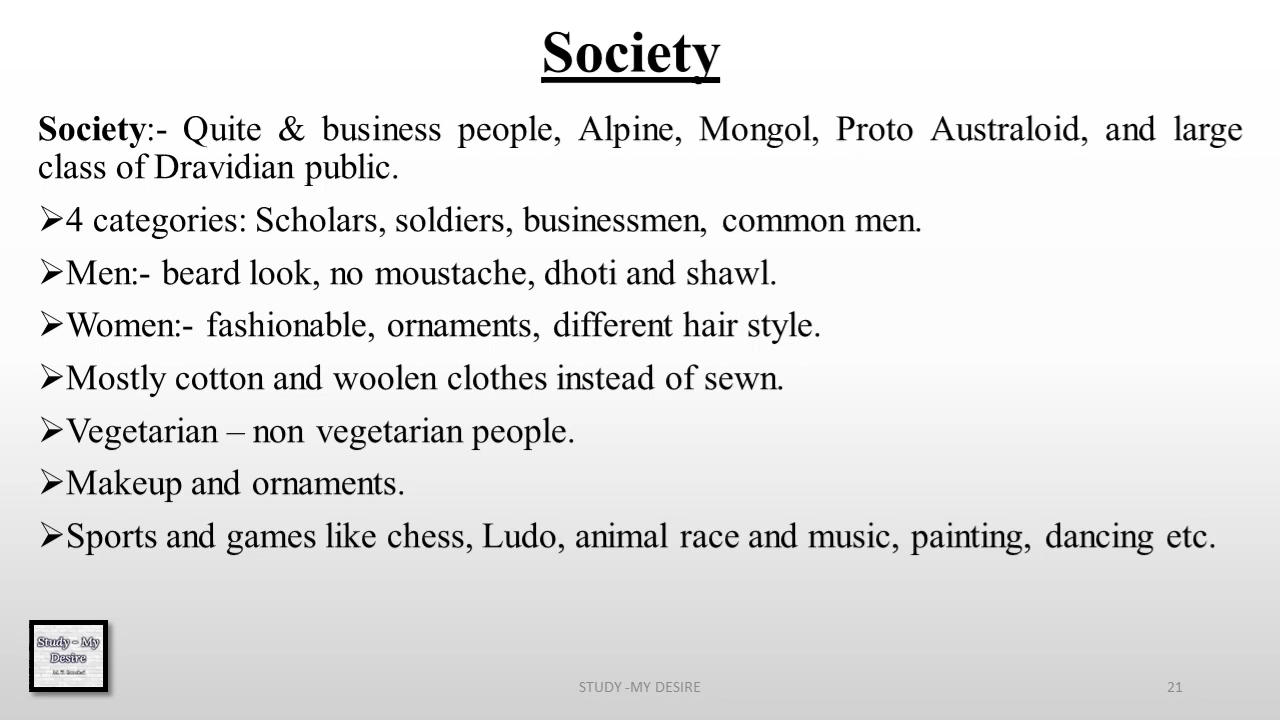 Society
Society:- Quite & business people, Alpine, Mongol, Proto Australoid, and large
class of Dravidian public.
➢4 categories: Scholars, soldiers, businessmen, common men.
➢Men:- beard look, no moustache, dhoti and shawl.
➢Women:- fashionable, ornaments, different hair style.
➢Mostly cotton and woolen clothes instead of sewn.
➢Vegetarian – non vegetarian people.
➢Makeup and ornaments.
➢Sports and games like chess, Ludo, animal race and music, painting, dancing etc.
Study - My
Desire
STUDY -MY DESIRE
21